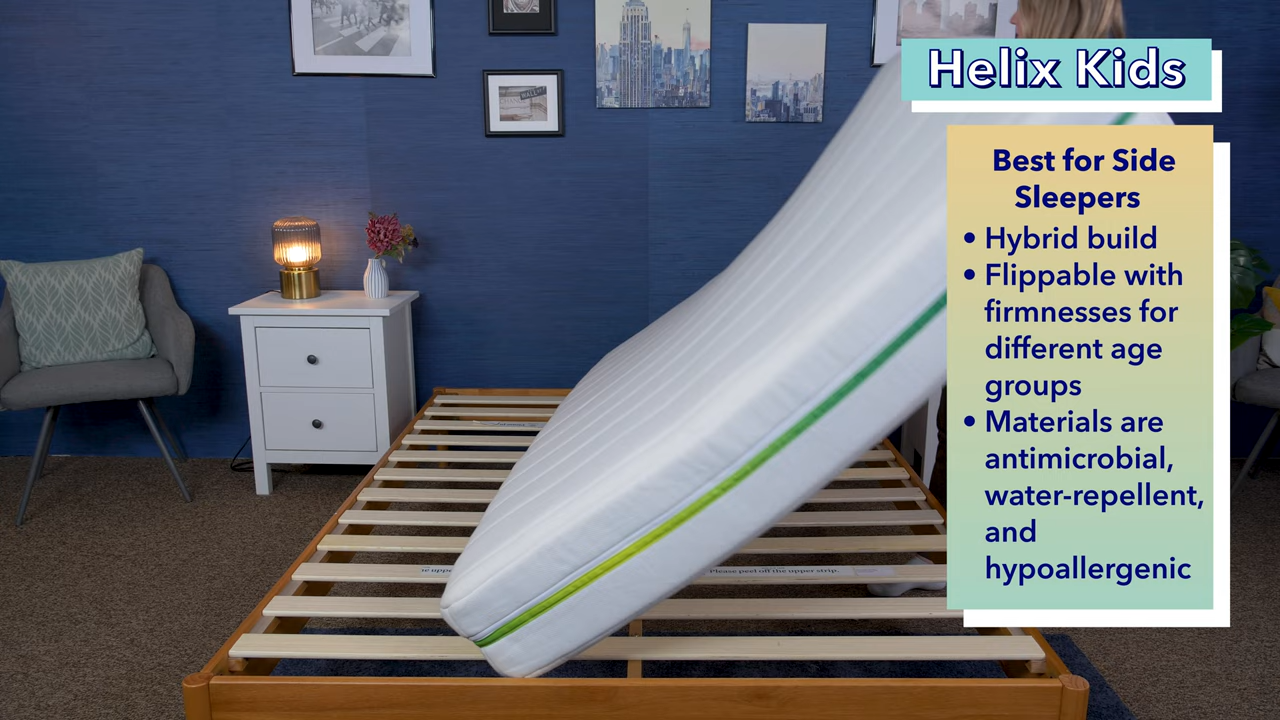 Helix Kids
Best for Side
Sleepers
• Hybrid build
• Flippable with
firmnesses for
different age
groups
• Materials are
antimicrobial,
water-repellent,
and
hypoallergenic
Please peel off the upper strip.